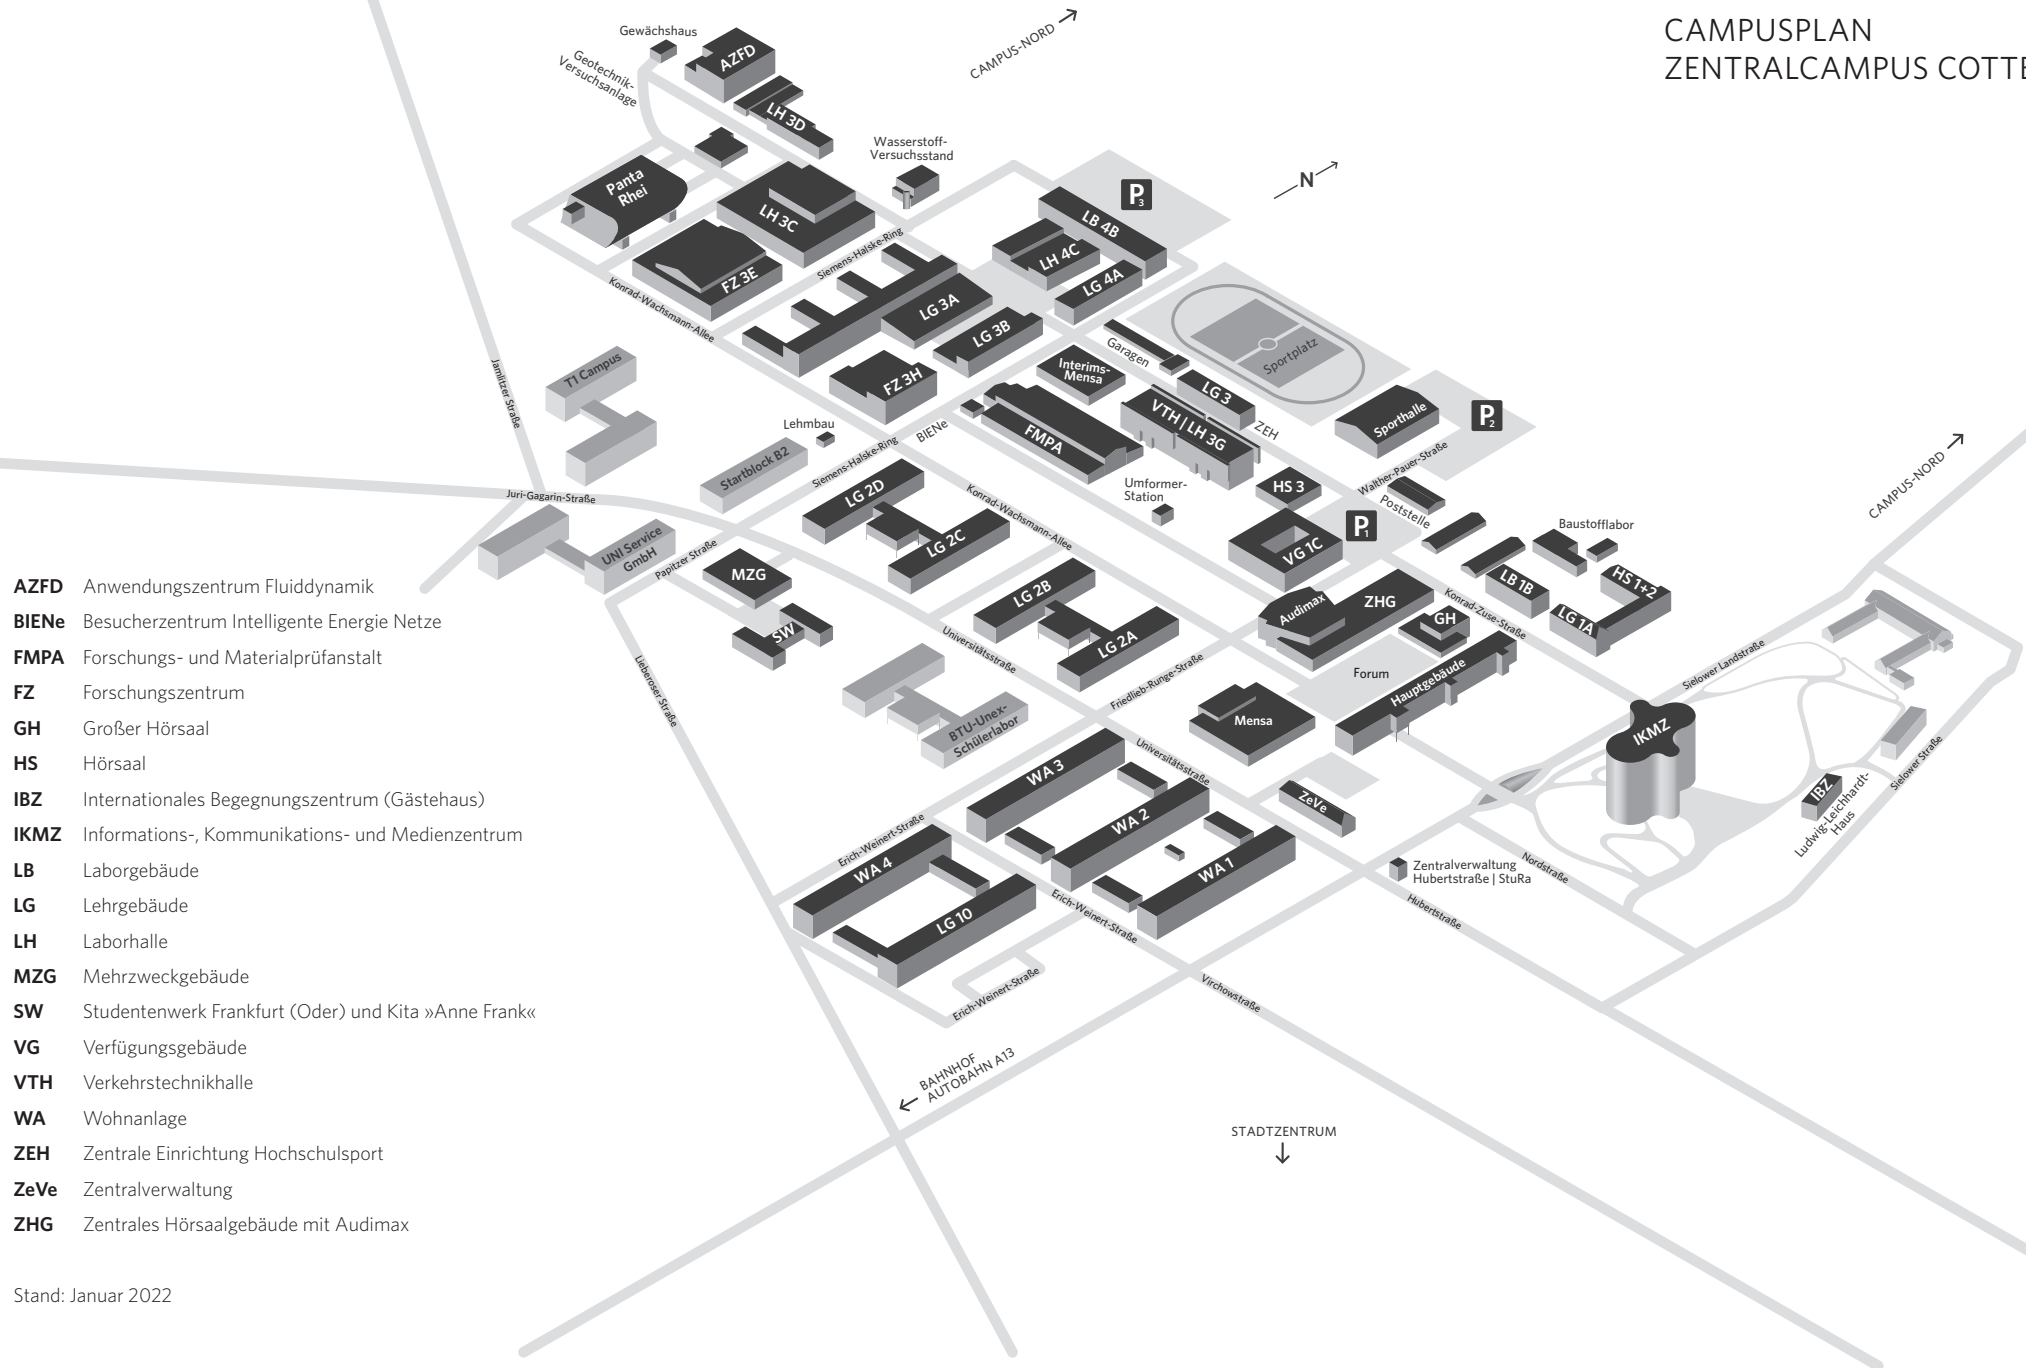 CAMPUSPLAN
ZENTRALCAMPUS COTTB
CAMPUS-NORD
Gewächshaus
AZFD
Geotechnik-
Versuchsanlage
LH 3D
Wasserstoff-
Versuchsstand
N
Panta
Rhei
LH 3C
P3
LB 4B
Siemens-Halske-Ring
LH 4C
LG 4A
FZ 3E
Konrad-Wachsmann-Allee
LG 3A
LG 3B
Garagen
Sportplatz
Interims-
Mensa
T1 Campus
Jamlitzer Straße
FZ 3H
LG 3
VTH | LH 3G
ZEH
Sporthalle
P2
Lehmbau
BIENe
FMPA
Startblock B2
Siemens-Halske-Ring
Walther-Pauer-Straße
CAMPUS-NORD
Umformer-
Station
HS 3
Poststelle
LG 2D
Konrad-Wachsmann-Allee
Juri-Gagarin-Straße
P1
Baustofflabor
UNI Service
GmbH
Papitzer Straße
LG 2C
VG 1C
MZG
LB 1B
HS 1+2
LG 2B
Audimax
ZHG
Konrad-Zuse-Straße
GH
LG 1A
SW
Universitätsstraße
LG 2A
Friedlieb-Runge-Straße
Forum
Hauptgebäude
Sielower Landstraße
Lieberoser Straße
BTU-Unex-
Schülerlabor
Mensa
IKMZ
WA 3
Universitätsstraße
Sielower Straße
ZeVe
IBZ
Ludwig-Leichhardt-
Haus
WA 2
Erich-Weinert-Straße
WA 4
WA 1
Zentralverwaltung
Hubertstraße | StuRa
Nordstraße
LG 10
Erich-Weinert-Straße
Hubertstraße
Erich-Weinert-Straße
Virchowstraße
BAHNHOF
AUTOBAHN A13
STADTZENTRUM
AZFD Anwendungszentrum Fluiddynamik
BIENe Besucherzentrum Intelligente Energie Netze
FMPA Forschungs- und Materialprüfanstalt
FZ Forschungszentrum
GH Großer Hörsaal
HS Hörsaal
IBZ Internationales Begegnungszentrum (Gästehaus)
IKMZ Informations-, Kommunikations- und Medienzentrum
LB Laborgebäude
LG Lehrgebäude
LH Laborhalle
MZG Mehrzweckgebäude
SW Studentenwerk Frankfurt (Oder) und Kita »Anne Frank«
VG Verfügungsgebäude
VTH Verkehrstechnikhalle
WA Wohnanlage
ZEH Zentrale Einrichtung Hochschulsport
ZeVe Zentralverwaltung
ZHG Zentrales Hörsaalgebäude mit Audimax
Stand: Januar 2022